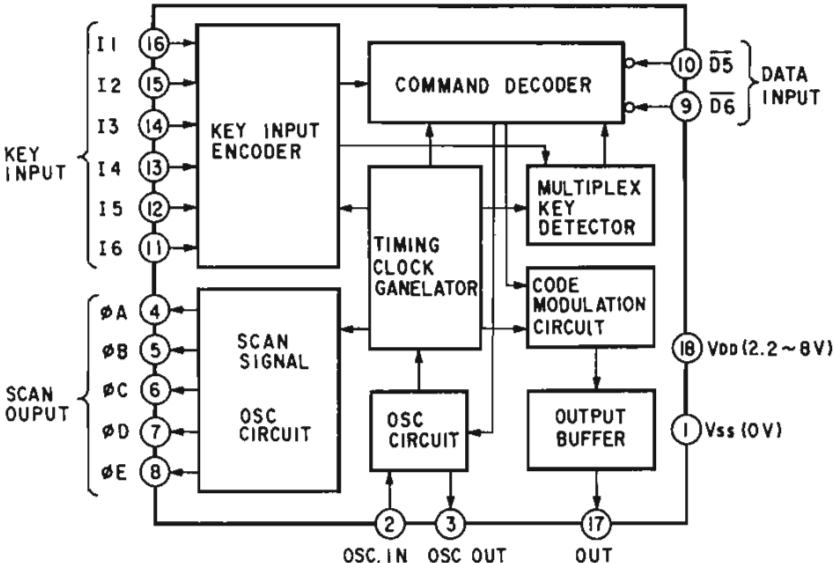 KEY
INPUT
I1 16
I2 15
I3 14
I4 13
I5 12
I6 11
KEY INPUT
ENCODER
COMMAND DECODER
10 D̅5̅
9 D̅6̅
DATA
INPUT
MULTIPLEX
KEY
DETECTOR
TIMING
CLOCK
GANELATOR
CODE
MODULATION
CIRCUIT
SCAN
OUPUT
ØA 4
ØB 5
ØC 6
ØD 7
ØE 8
SCAN
SIGNAL
OSC
CIRCUIT
OSC
CIRCUIT
OUTPUT
BUFFER
18 VDD (2.2~8V)
1 VSS (0V)
2
OSC. IN
3
OSC OUT
17
OUT